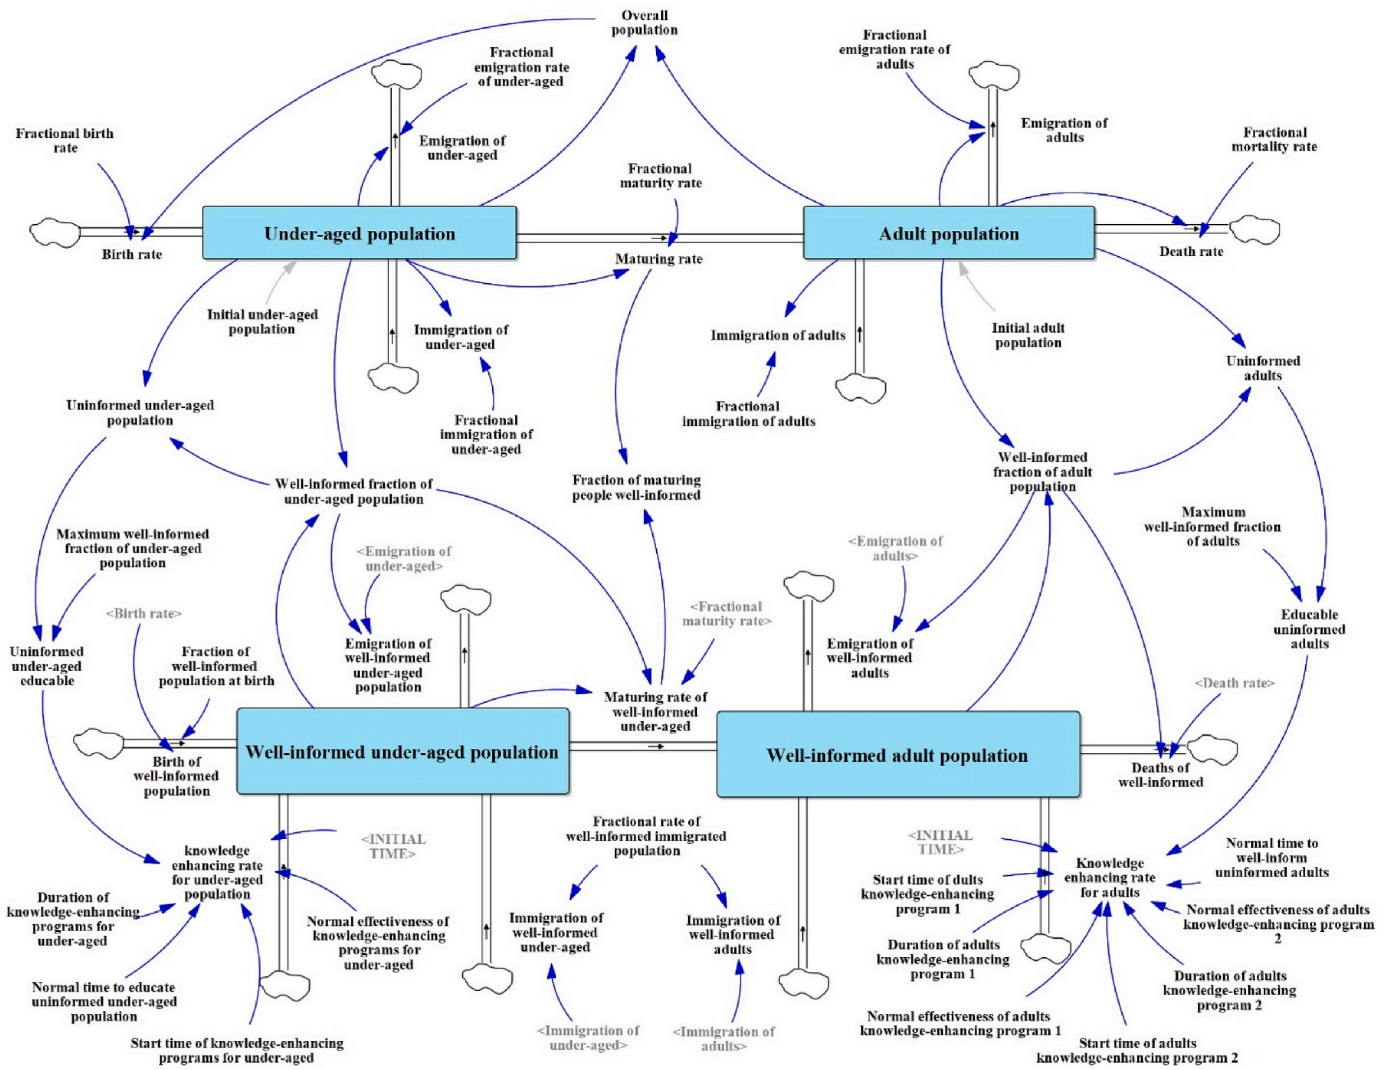 Overall
population
Fractional
emigration rate of
adults
Fractional
emigration rate
of under-aged
Fractional birth
rate
Emigration of
under-aged
Emigration of
adults
Fractional
mortality rate
Fractional
maturity rate
Under-aged population
Adult population
Birth rate
Maturing rate
Death rate
Initial under-aged
population
Immigration of
under-aged
Immigration of adults
Initial adult
population
Uninformed
adults
Uninformed under-aged
population
Fractional
immigration of
under-aged
Fractional
immigration of adults
Well-informed fraction of
under-aged population
Fraction of maturing
people well-informed
Well-informed
fraction of adult
population
Maximum well-informed
fraction of under-aged
population
<Emigration of
under-aged>
<Emigration of
adults>
Maximum
well-informed fraction
of adults
<Birth rate>
<Fractional
maturity rate>
Educable
uninformed
adults
Uninformed
under-aged
educable
Fraction of
well-informed
population at birth
Emigration of
well-informed
under-aged
population
Emigration of
well-informed
adults
<Death rate>
Maturing rate of
well-informed
under-aged
Well-informed under-aged population
Well-informed adult population
Birth of
well-informed
population
Deaths of
well-informed
knowledge
enhancing rate
for under-aged
population
<INITIAL
TIME>
Fractional rate of
well-informed immigrated
population
<INITIAL
TIME>
Knowledge
enhancing rate
for adults
Normal time to
well-inform
uninformed adults
Duration of
knowledge-enhancing
programs for
under-aged
Normal effectiveness of
knowledge-enhancing
programs for
under-aged
Immigration of
well-informed
under-aged
Immigration of
well-informed
adults
Start time of dults
knowledge-enhancing
program 1
Normal effectiveness of adults
knowledge-enhancing program
2
Duration of adults
knowledge-enhancing
program 1
Duration of adults
knowledge-enhancing
program 2
Normal time to educate
uninformed under-aged
population
Normal effectiveness of adults
knowledge-enhancing program 1
Start time of knowledge-enhancing
programs for under-aged
<Immigration of
under-aged>
<Immigration of
adults>
Start time of adults
knowledge-enhancing program 2